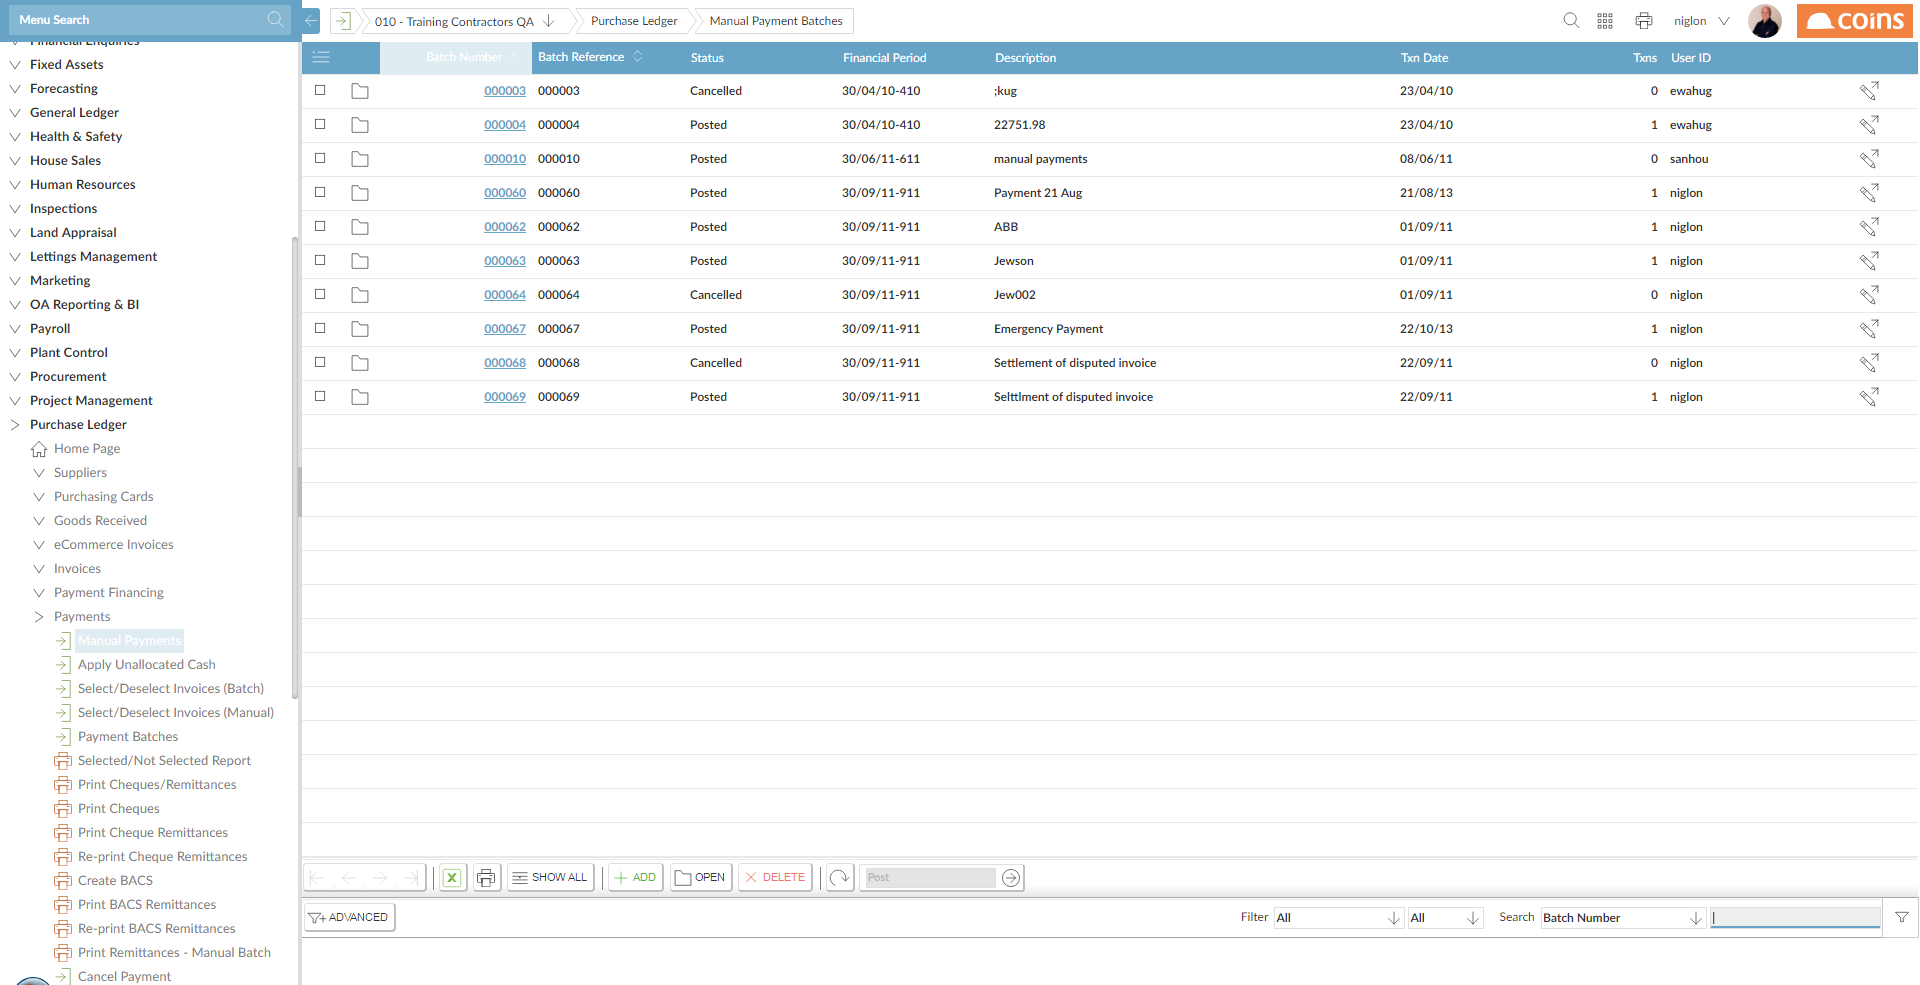 Menu Search
010 - Training Contractors QA
Purchase Ledger
Manual Payment Batches
niglon
coins
Financial Enquiries
Fixed Assets
Forecasting
General Ledger
Health & Safety
House Sales
Human Resources
Inspections
Land Appraisal
Lettings Management
Marketing
OA Reporting & BI
Payroll
Plant Control
Procurement
Project Management
Purchase Ledger
Home Page
Suppliers
Purchasing Cards
Goods Received
eCommerce Invoices
Invoices
Payment Financing
Payments
Manual Payments
Apply Unallocated Cash
Select/Deselect Invoices (Batch)
Select/Deselect Invoices (Manual)
Payment Batches
Selected/Not Selected Report
Print Cheques/Remittances
Print Cheques
Print Cheque Remittances
Re-print Cheque Remittances
Create BACS
Print BACS Remittances
Re-print BACS Remittances
Print Remittances - Manual Batch
Cancel Payment
Batch Number Batch Reference Status Financial Period Description Txn Date Txns User ID
000003 000003 Cancelled 30/04/10-410 ;kug 23/04/10 0 ewahug
000004 000004 Posted 30/04/10-410 22751.98 23/04/10 1 ewahug
000010 000010 Posted 30/06/11-611 manual payments 08/06/11 0 sanhou
000060 000060 Posted 30/09/11-911 Payment 21 Aug 21/08/13 1 niglon
000062 000062 Posted 30/09/11-911 ABB 01/09/11 1 niglon
000063 000063 Posted 30/09/11-911 Jewson 01/09/11 1 niglon
000064 000064 Cancelled 30/09/11-911 Jew002 01/09/11 0 niglon
000067 000067 Posted 30/09/11-911 Emergency Payment 22/10/13 1 niglon
000068 000068 Cancelled 30/09/11-911 Settlement of disputed invoice 22/09/11 0 niglon
000069 000069 Posted 30/09/11-911 Selttlment of disputed invoice 22/09/11 1 niglon
X SHOW ALL ADD OPEN DELETE Post
ADVANCED Filter All All Search Batch Number